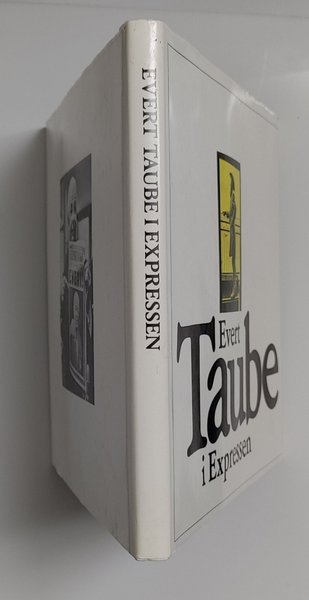 EVERT TAUBE I EXPRESSEN
Evert
Taube
i Expressen